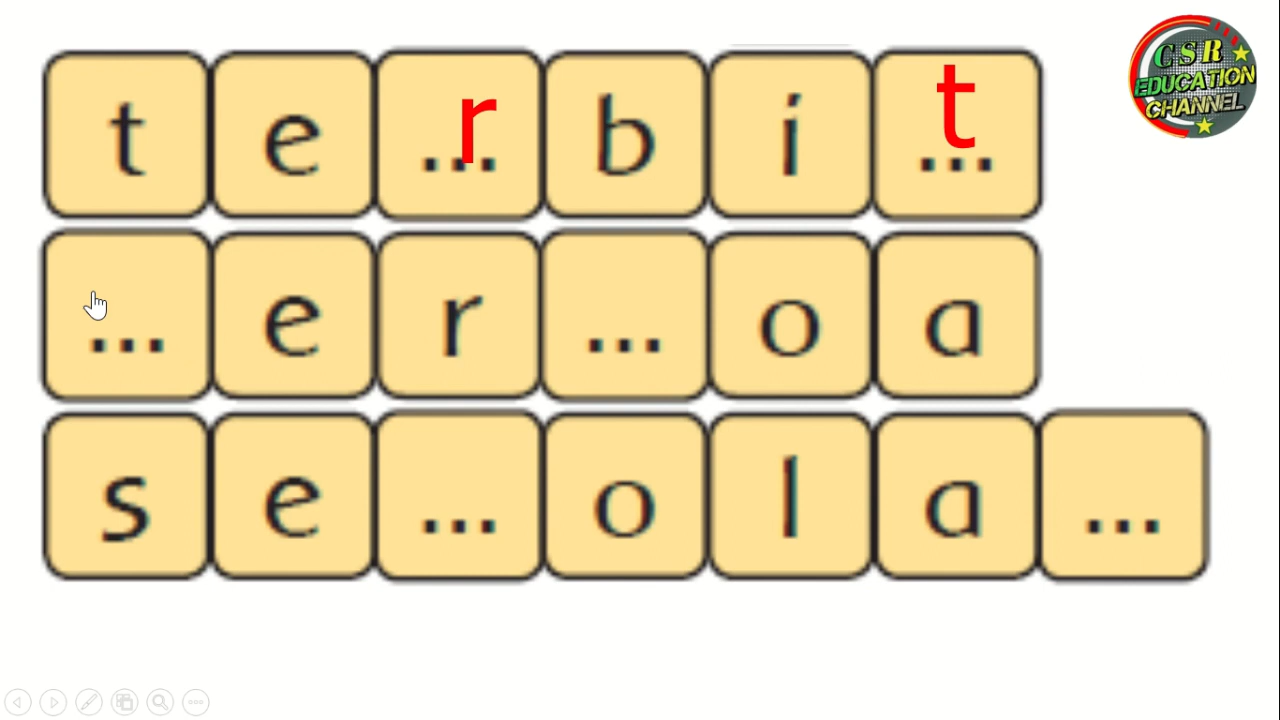 CSR
EDUCATION
CHANNEL
t e r... b i t...
... e r ... o a
s e ... o l a ...